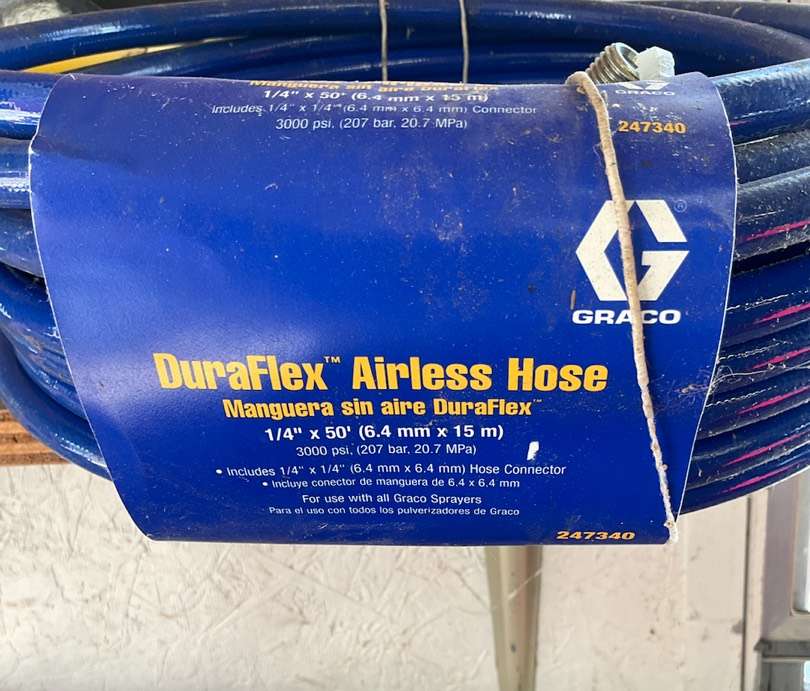 Manguera sin aire DuraFlex
1/4" x 50' (6.4 mm x 15 m)
Includes 1/4" x 1/4" (6.4 mm x 6.4 mm) Connector
3000 psi, (207 bar, 20.7 MPa)
GRACO
247340
GRACO
DuraFlex™ Airless Hose
Manguera sin aire DuraFlex™
1/4" x 50' (6.4 mm x 15 m)
3000 psi, (207 bar, 20.7 MPa)
• Includes 1/4" x 1/4" (6.4 mm x 6.4 mm) Hose Connector
• Incluye conector de manguera de 6.4 x 6.4 mm
For use with all Graco Sprayers
Para el uso con todos los pulverizadores de Graco
247340